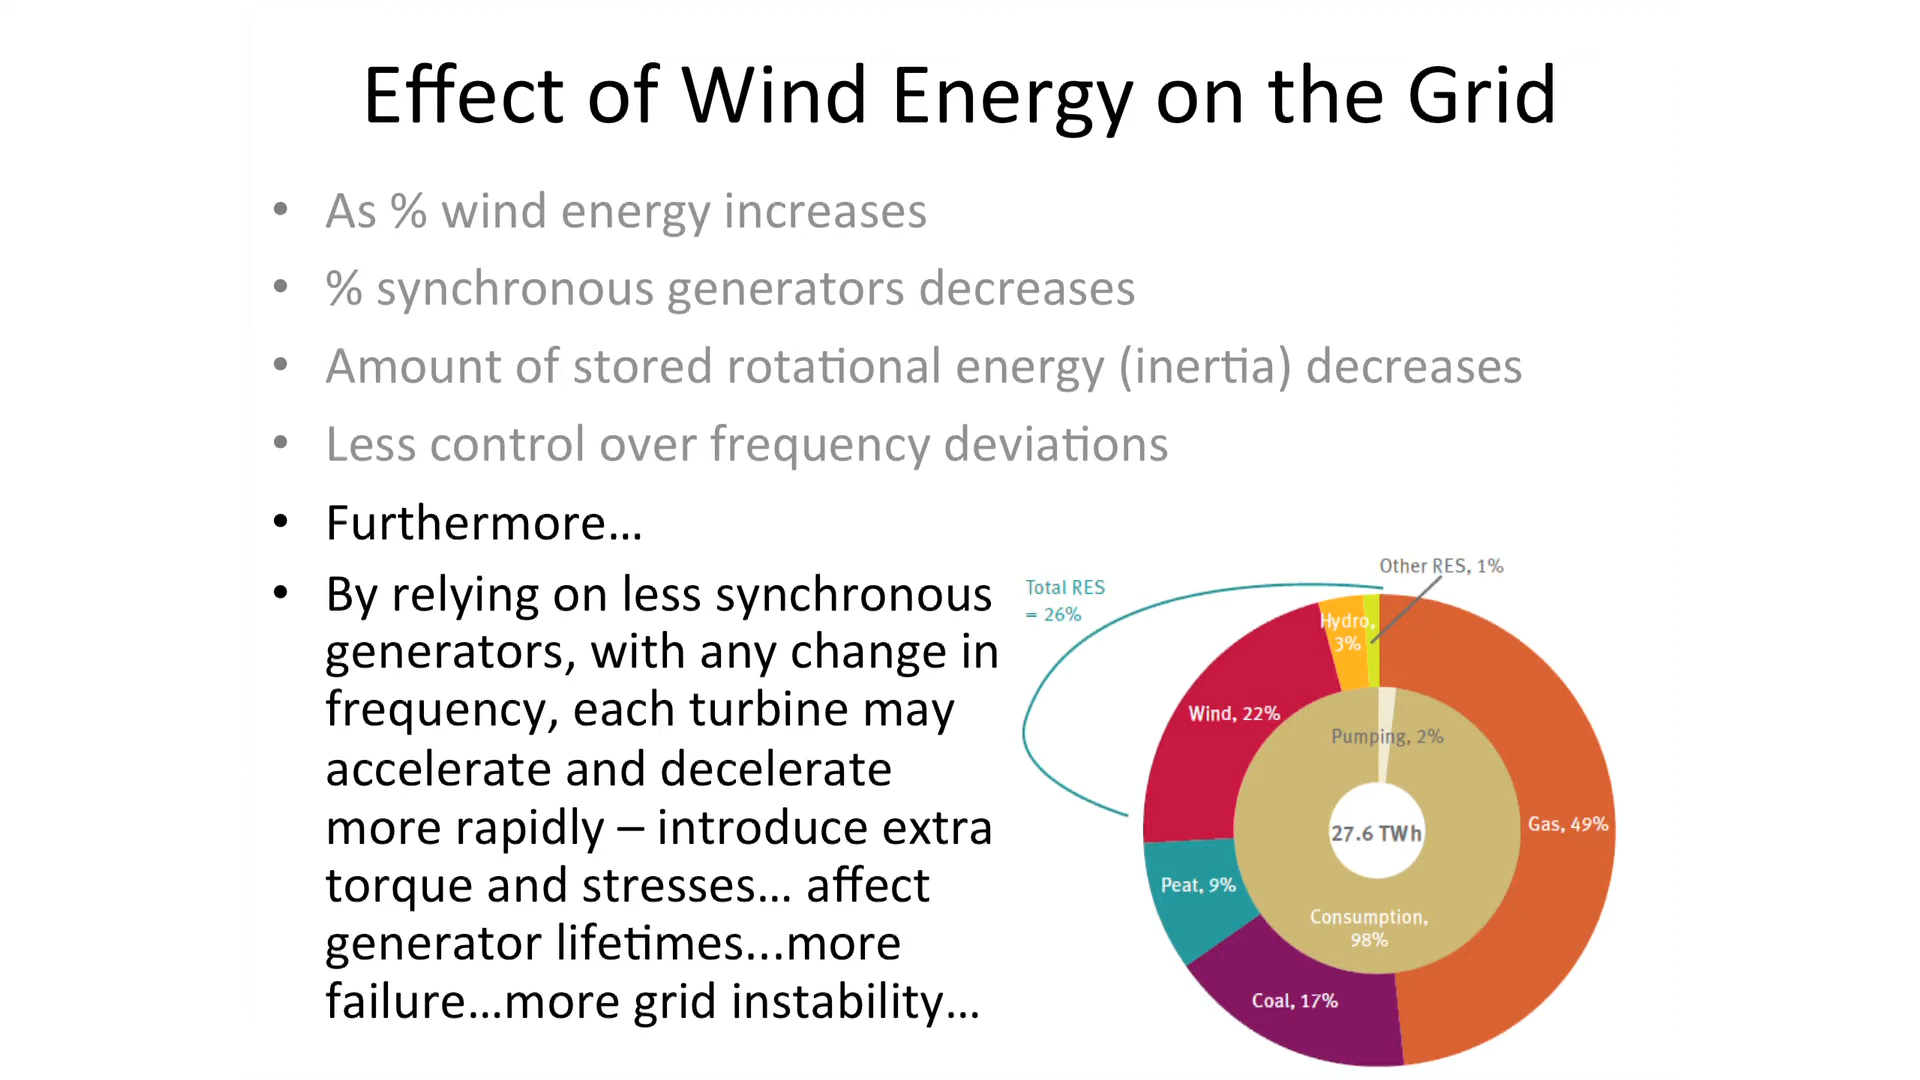 Effect of Wind Energy on the Grid
• As % wind energy increases
• % synchronous generators decreases
• Amount of stored rotational energy (inertia) decreases
• Less control over frequency deviations
• Furthermore...
• By relying on less synchronous
generators, with any change in
frequency, each turbine may
accelerate and decelerate
more rapidly – introduce extra
torque and stresses... affect
generator lifetimes...more
failure...more grid instability...
Total RES
= 26%
Other RES, 1%
Hydro,
3%
Wind, 22%
Pumping, 2%
27.6 TWh
Gas, 49%
Peat, 9%
Consumption,
98%
Coal, 17%